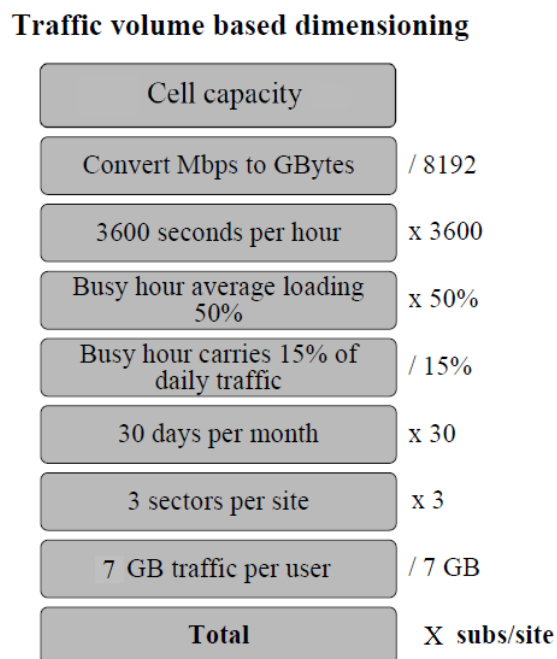 Traffic volume based dimensioning
Cell capacity
Convert Mbps to GBytes / 8192
3600 seconds per hour x 3600
Busy hour average loading
50% x 50%
Busy hour carries 15% of
daily traffic / 15%
30 days per month x 30
3 sectors per site x 3
7 GB traffic per user / 7 GB
Total X subs/site